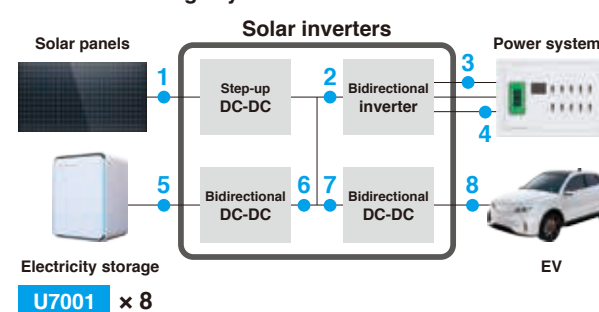 Solar inverters
Solar panels
Power system
1
2
3
Step-up
DC-DC
Bidirectional
inverter
4
5
6
7
8
Bidirectional
DC-DC
Bidirectional
DC-DC
Electricity storage
EV
U7001 × 8